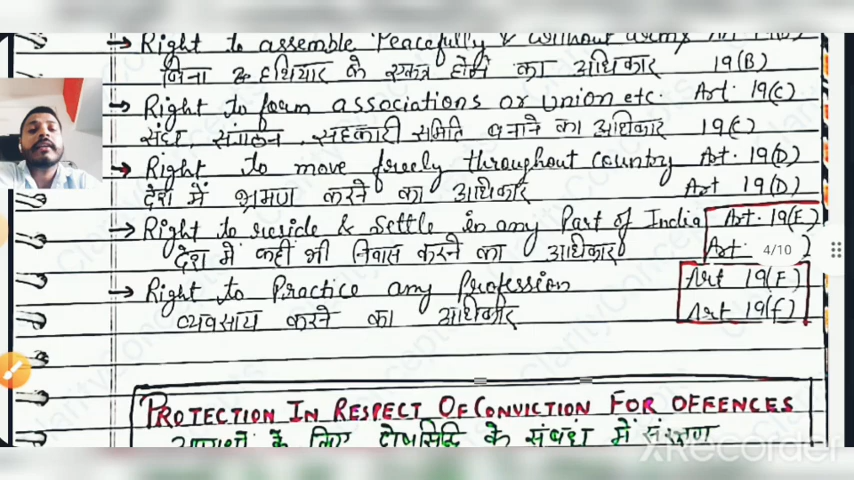 → Right to assemble Peacefully & without arms
बिना हथियार के एकत्र होने का अधिकार 19(B)
→ Right to form associations or Union etc. Art. 19(C)
संघ, संगठन, सहकारी समिति बनाने का अधिकार 19(C)
→ Right to move freely throughout country Art. 19(D)
देश में भ्रमण करने का अधिकार Art 19(D)
→ Right to reside & Settle in any Part of India Art. 19(E)
देश में कहीं भी निवास करने का अधिकार Art )
4/10
→ Right to Practice any Profession Art 19(F)
व्यवसाय करने का अधिकार Art 19(f)
PROTECTION IN RESPECT OF CONVICTION FOR OFFENCES
के लिए दोषसिद्धि के संबंध में संरक्षण
XRecorder